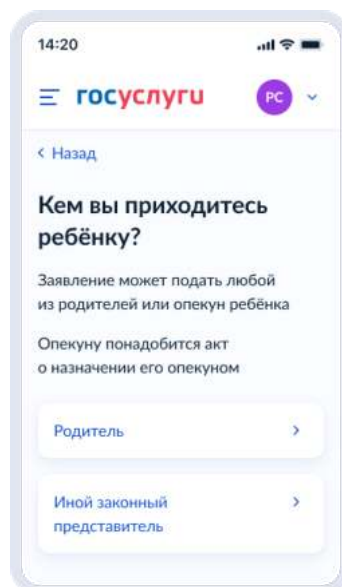 14:20
госуслуги
РС
Назад
Кем вы приходитесь
ребёнку?
Заявление может подать любой
из родителей или опекун ребёнка
Опекуну понадобится акт
о назначении его опекуном
Родитель
Иной законный
представитель